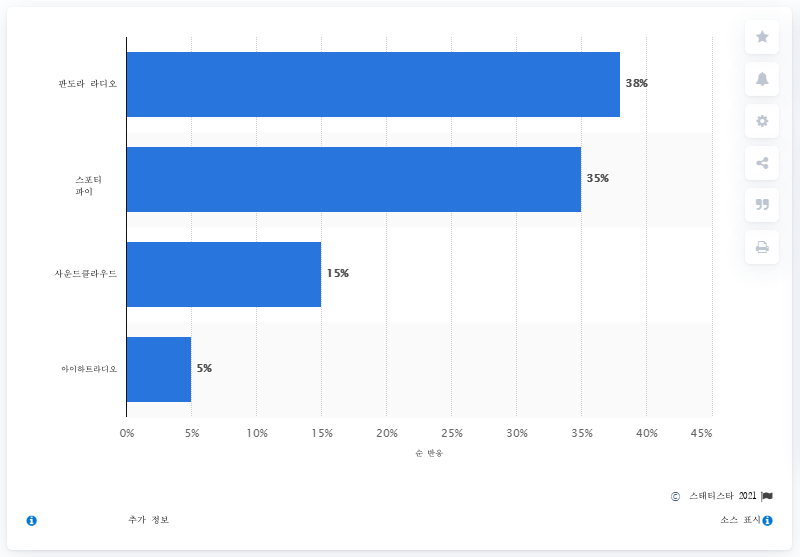 판도라 라디오
38%
스포티
파이
35%
사운드클라우드
15%
아이하트라디오
5%
0% 5% 10% 15% 20% 25% 30% 35% 40% 45%
순 반응
© 스태티스타 2021
추가 정보
소스 표시